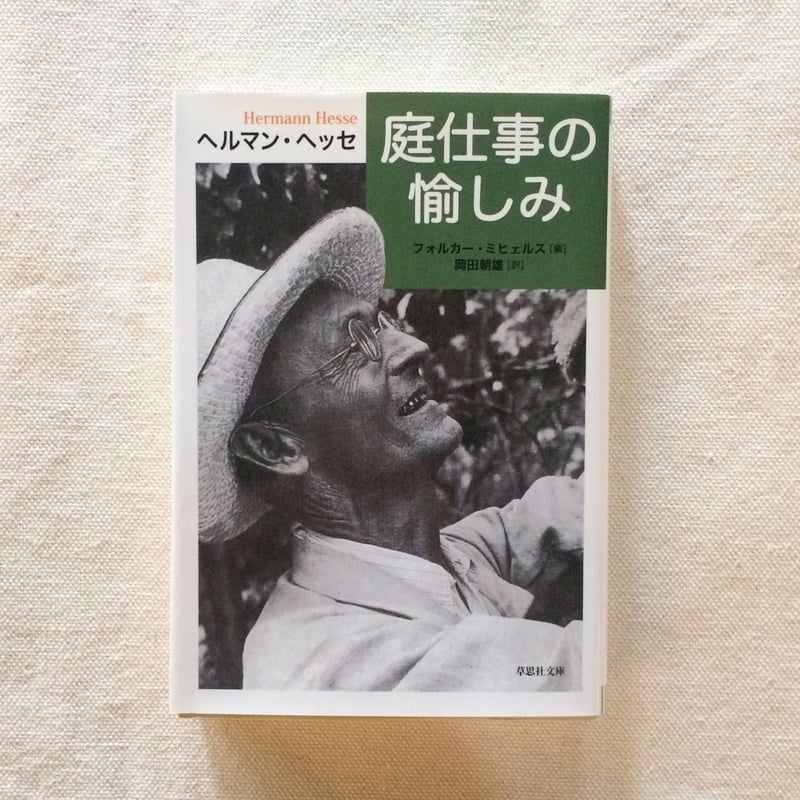 Hermann Hesse
ヘルマン・ヘッセ
庭仕事の
愉しみ
フォルカー・ミヒェルス[編]
岡田朝雄[訳]
草思社文庫